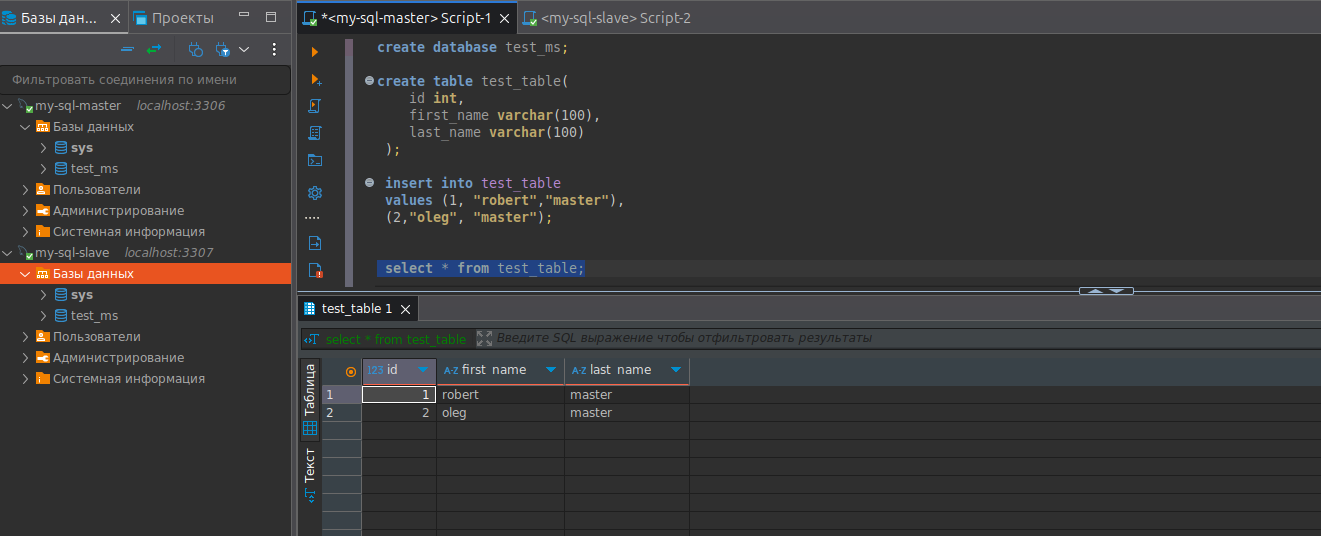 Базы дан...
Проекты
Фильтровать соединения по имени
my-sql-master localhost:3306
Базы данных
sys
test_ms
Пользователи
Администрирование
Системная информация
my-sql-slave localhost:3307
Базы данных
sys
test_ms
Пользователи
Администрирование
Системная информация
*<my-sql-master> Script-1
<my-sql-slave> Script-2
create database test_ms;
create table test_table(
id int,
first_name varchar(100),
last_name varchar(100)
);
insert into test_table
values (1, "robert","master"),
(2,"oleg", "master");
select * from test_table;
test_table 1
select * from test_table Введите SQL выражение чтобы отфильтровать результаты
Таблица
Текст
123 id A-Z first_name A-Z last_name
1 1 robert master
2 2 oleg master